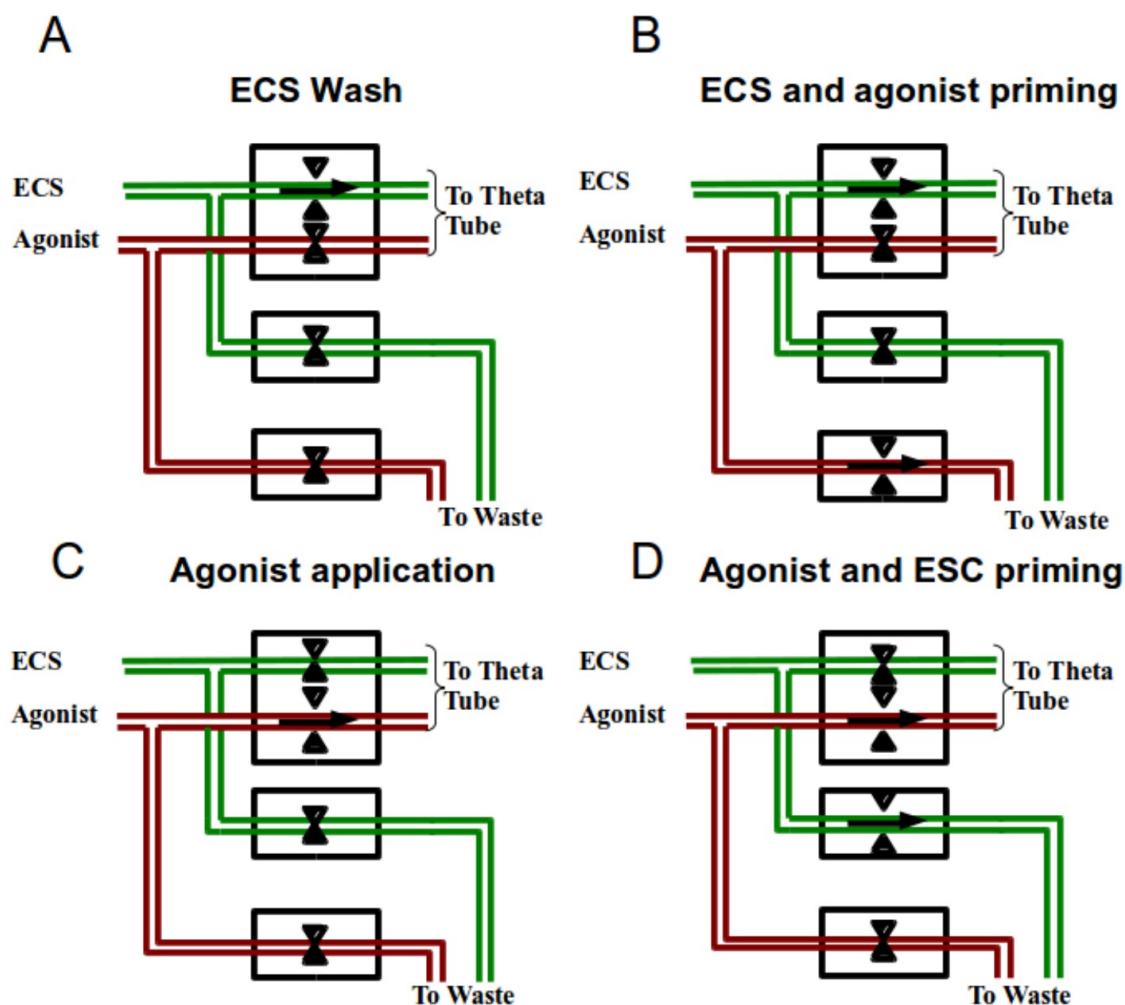 A
ECS Wash
ECS
Agonist
To Theta
Tube
To Waste
B
ECS and agonist priming
ECS
Agonist
To Theta
Tube
To Waste
C
Agonist application
ECS
Agonist
To Theta
Tube
To Waste
D
Agonist and ESC priming
ECS
Agonist
To Theta
Tube
To Waste